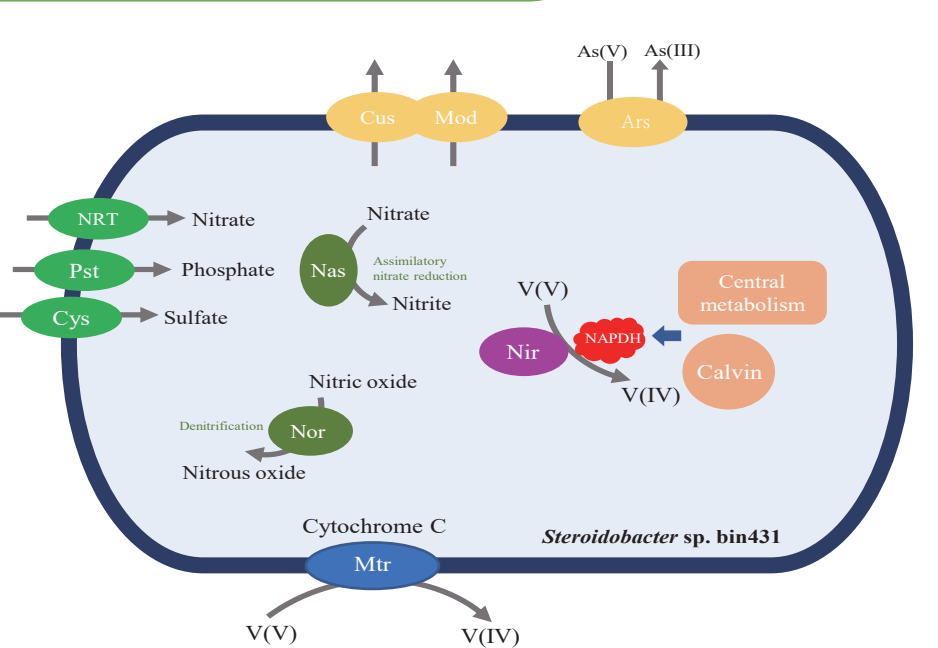 As(V) As(III)
Cus Mod Ars
NRT Nitrate
Pst Phosphate
Cys Sulfate
Nitrate
Nas
Assimilatory
nitrate reduction
Nitrite
V(V)
Nir
NAPDH
V(IV)
Central
metabolism
Calvin
Nitric oxide
Denitrification
Nor
Nitrous oxide
Cytochrome C
Mtr
V(V) V(IV)
Steroidobacter sp. bin431